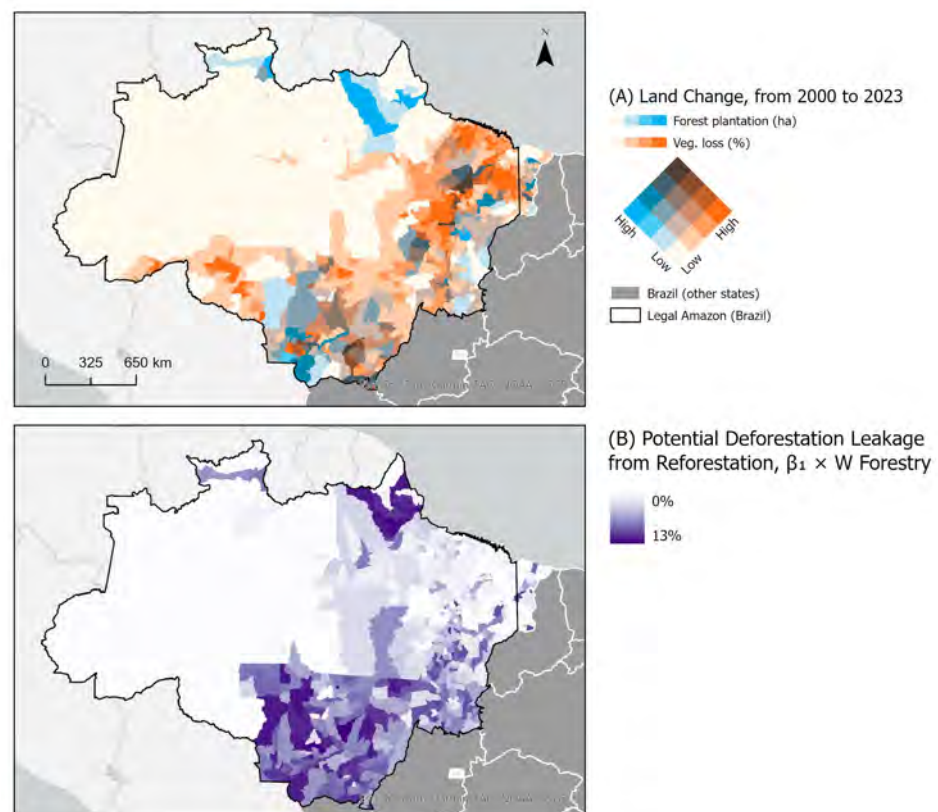 N
(A) Land Change, from 2000 to 2023
Forest plantation (ha)
Veg. loss (%)
High
Low
Low
High
Brazil (other states)
Legal Amazon (Brazil)
0 325 650 km
(B) Potential Deforestation Leakage
from Reforestation, β₁ × W Forestry
0%
13%